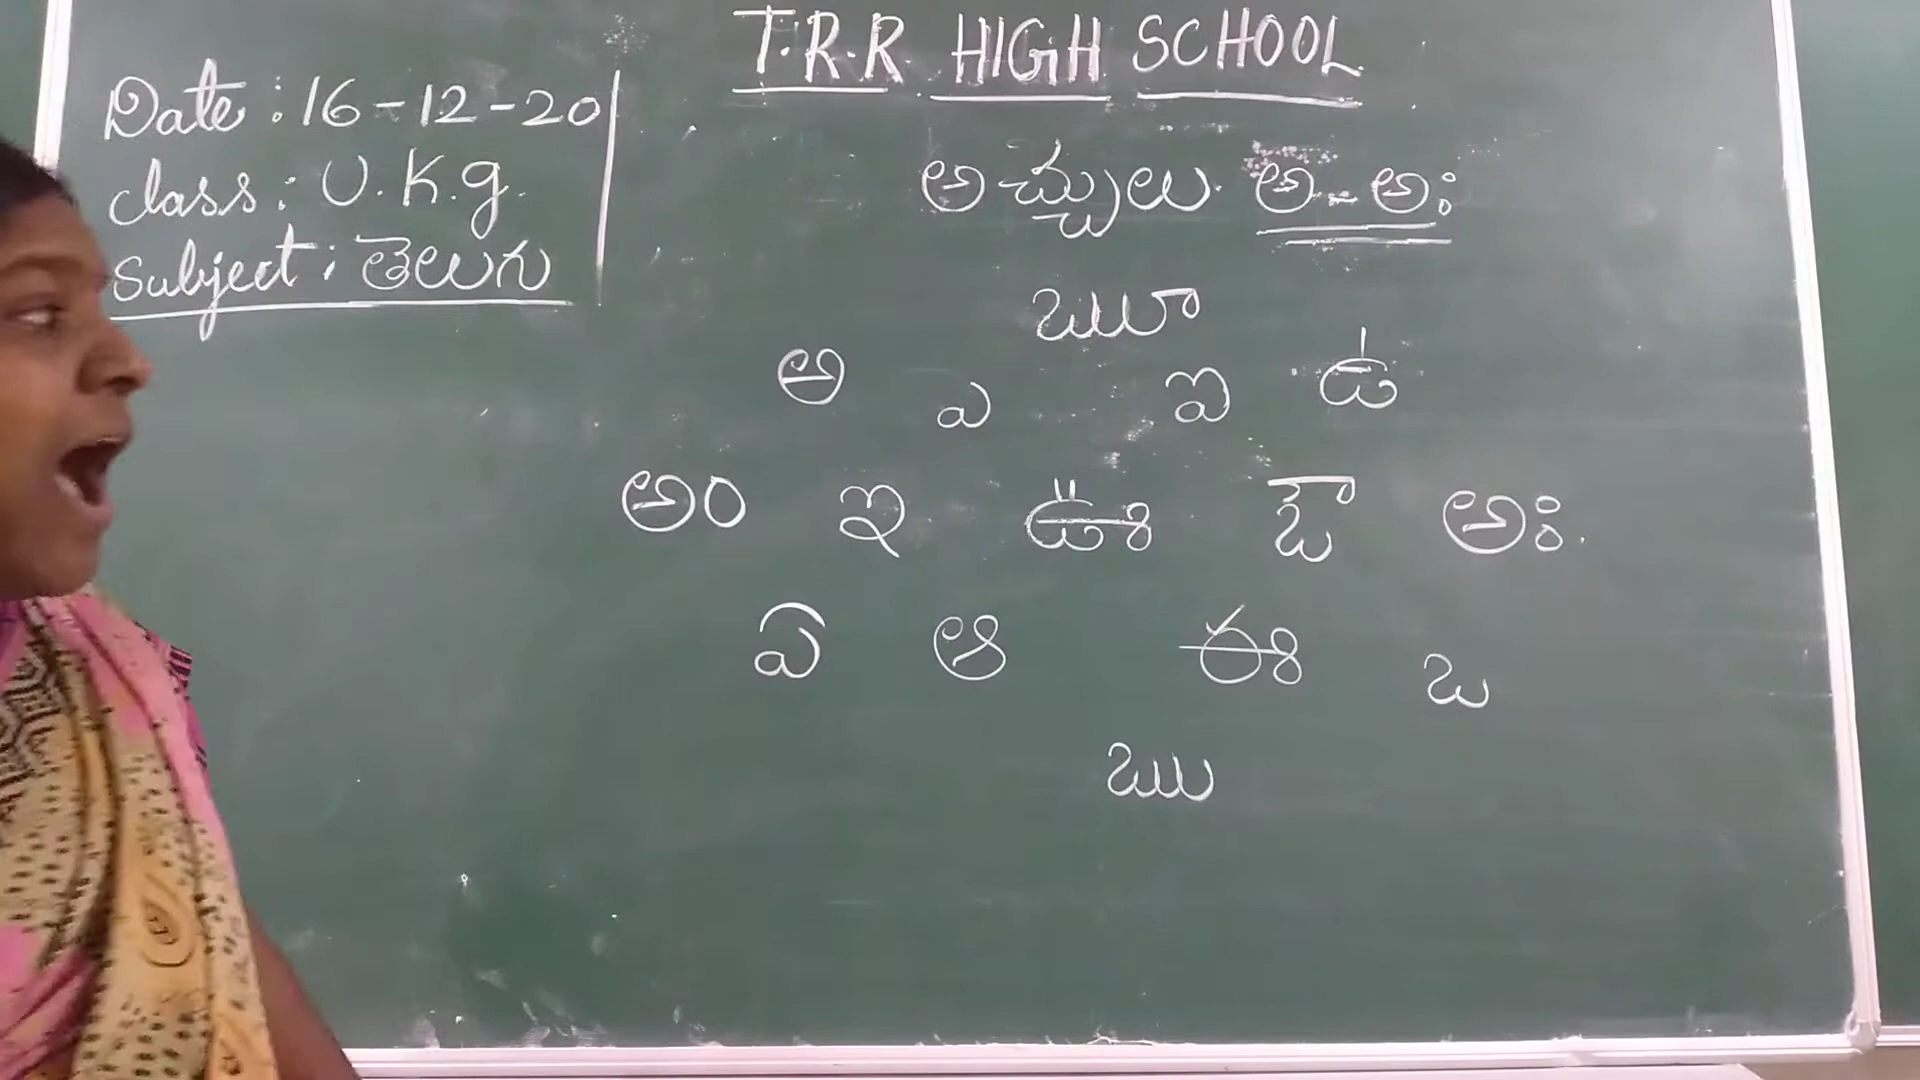 T.R.R. HIGH SCHOOL
Date : 16-12-20
class : U.K.g.
Subject : తెలుగు
అచ్చులు అ - అః
ౠ
అ ఎ ఐ ఉ
అం ఇ ఊ ఔ అః
ఏ ఆ ఈ ఒ
ఋ